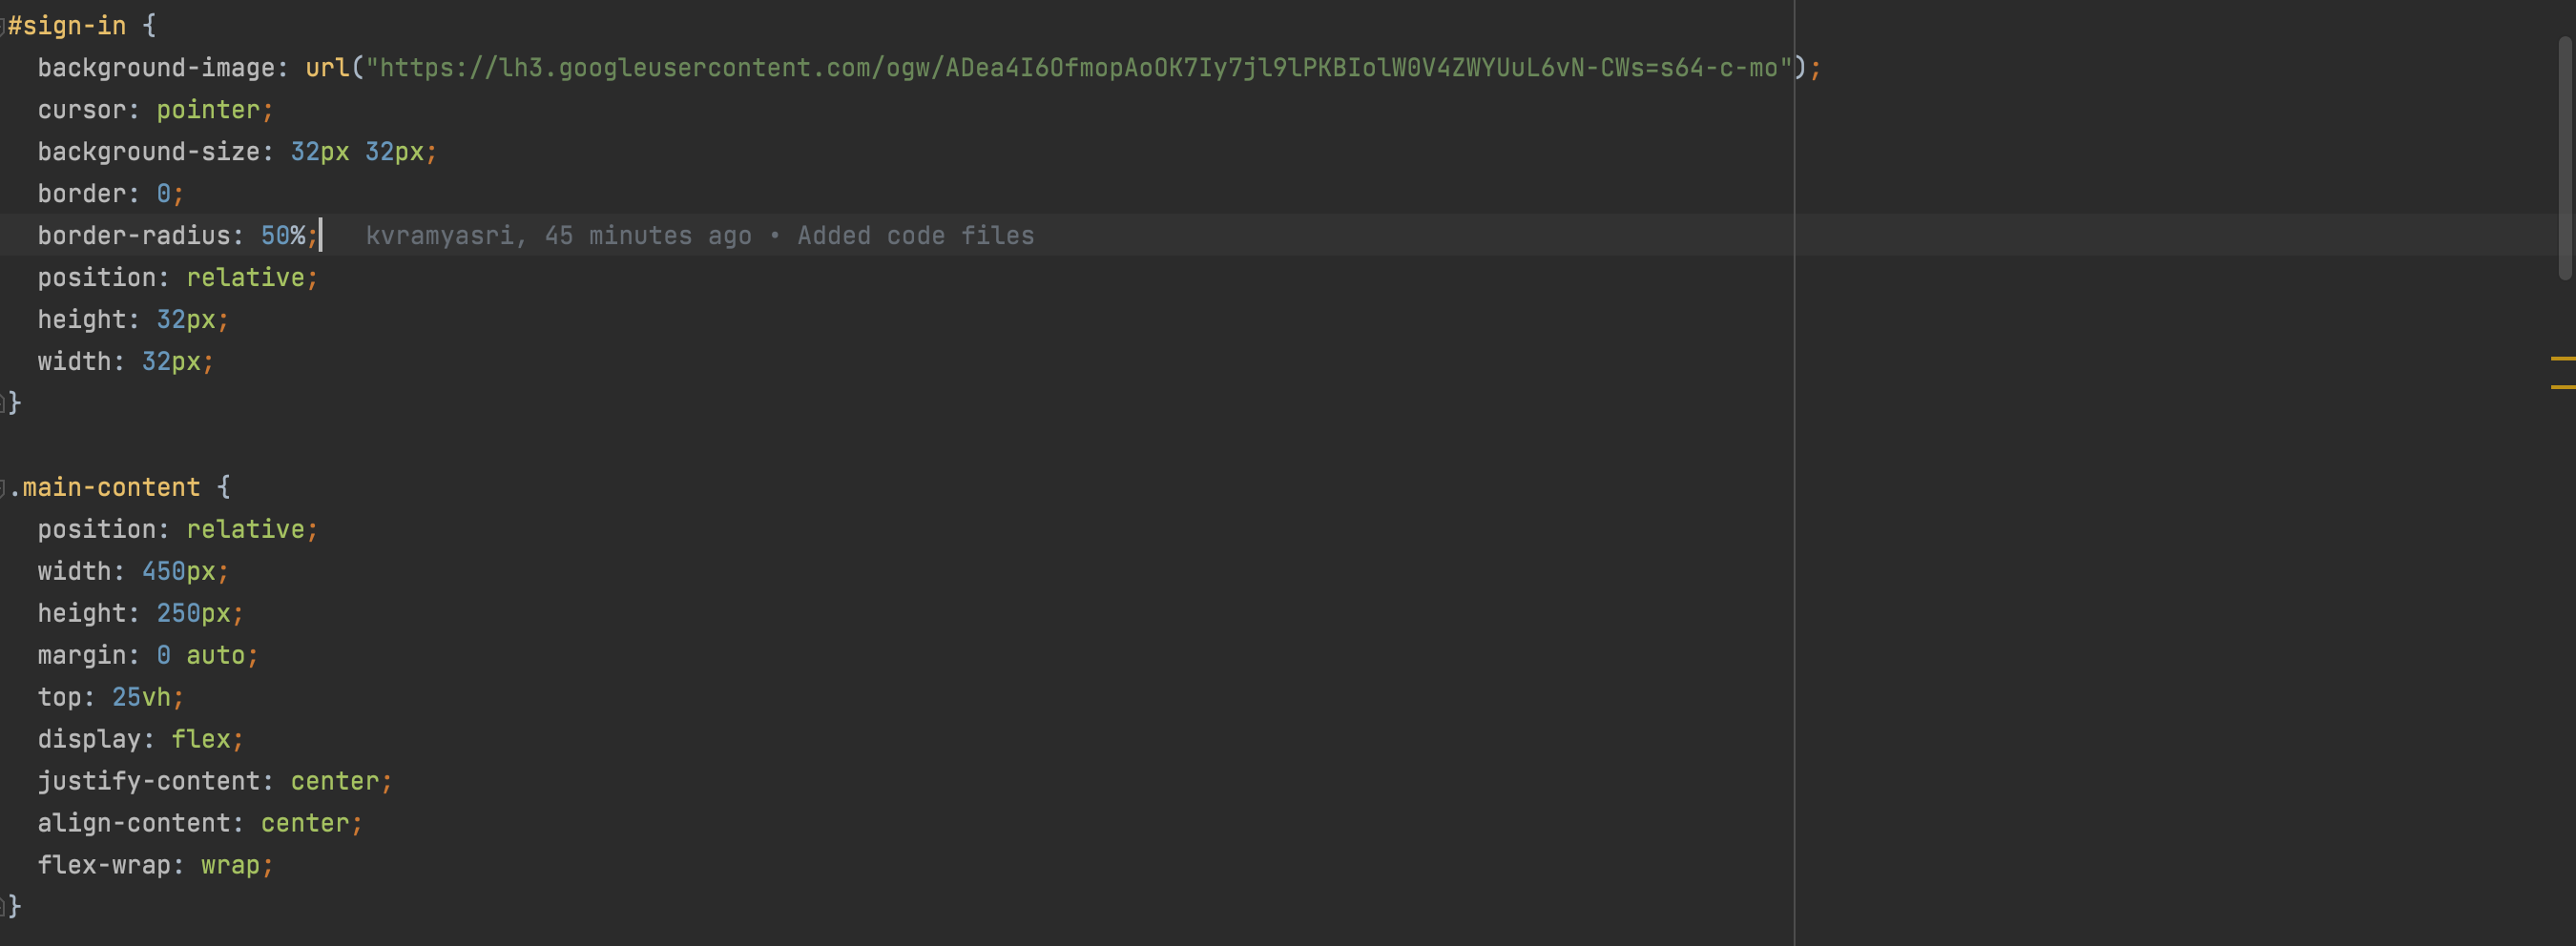 #sign-in {
  background-image: url("https://lh3.googleusercontent.com/ogw/ADea4I6OfmopAoOK7Iy7jl9lPKBIolW0V4ZWYUuL6vN-CWs=s64-c-mo");
  cursor: pointer;
  background-size: 32px 32px;
  border: 0;
  border-radius: 50%;   kvramyasri, 45 minutes ago • Added code files
  position: relative;
  height: 32px;
  width: 32px;
}

.main-content {
  position: relative;
  width: 450px;
  height: 250px;
  margin: 0 auto;
  top: 25vh;
  display: flex;
  justify-content: center;
  align-content: center;
  flex-wrap: wrap;
}